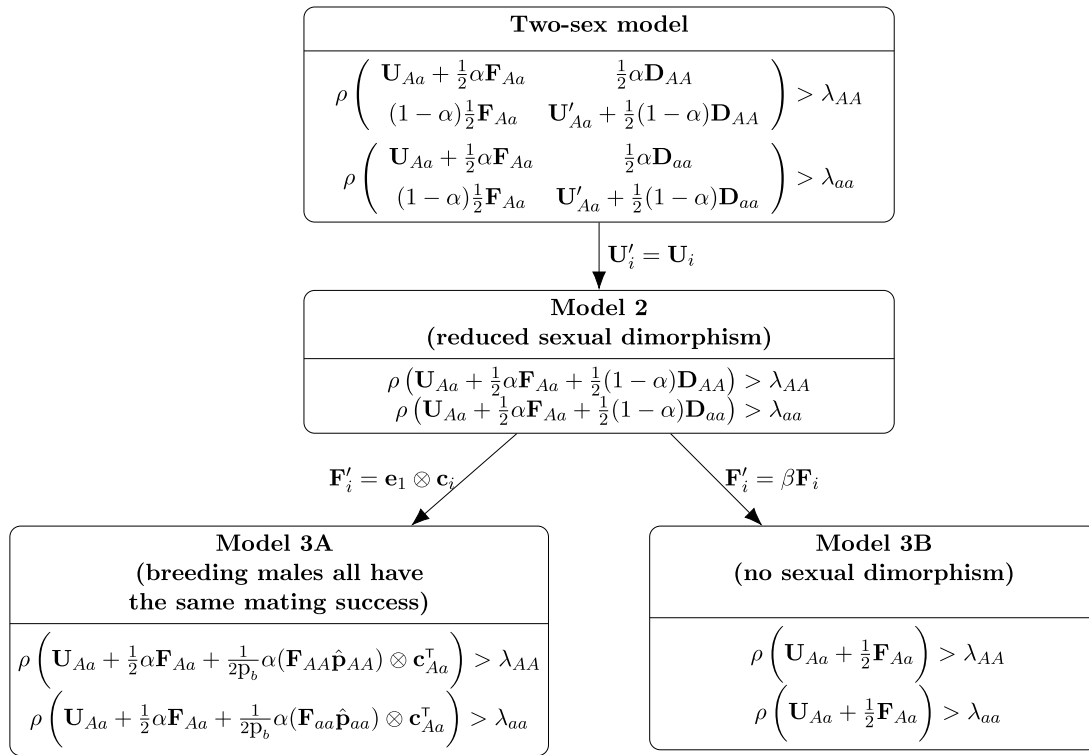 Two-sex model
ρ ( U_{Aa} + ½αF_{Aa}    ½αD_{AA}
(1 − α)½F_{Aa}    U′_{Aa} + ½(1 − α)D_{AA} ) > λ_{AA}
ρ ( U_{Aa} + ½αF_{Aa}    ½αD_{aa}
(1 − α)½F_{Aa}    U′_{Aa} + ½(1 − α)D_{aa} ) > λ_{aa}
U′_i = U_i
Model 2
(reduced sexual dimorphism)
ρ (U_{Aa} + ½αF_{Aa} + ½(1 − α)D_{AA}) > λ_{AA}
ρ (U_{Aa} + ½αF_{Aa} + ½(1 − α)D_{aa}) > λ_{aa}
F′_i = e_1 ⊗ c_i
F′_i = βF_i
Model 3A
(breeding males all have
the same mating success)
ρ (U_{Aa} + ½αF_{Aa} + \frac{1}{2p_b}α(F_{AA}p̂_{AA}) ⊗ c^⊤_{Aa}) > λ_{AA}
ρ (U_{Aa} + ½αF_{Aa} + \frac{1}{2p_b}α(F_{aa}p̂_{aa}) ⊗ c^⊤_{Aa}) > λ_{aa}
Model 3B
(no sexual dimorphism)
ρ (U_{Aa} + ½F_{Aa}) > λ_{AA}
ρ (U_{Aa} + ½F_{Aa}) > λ_{aa}